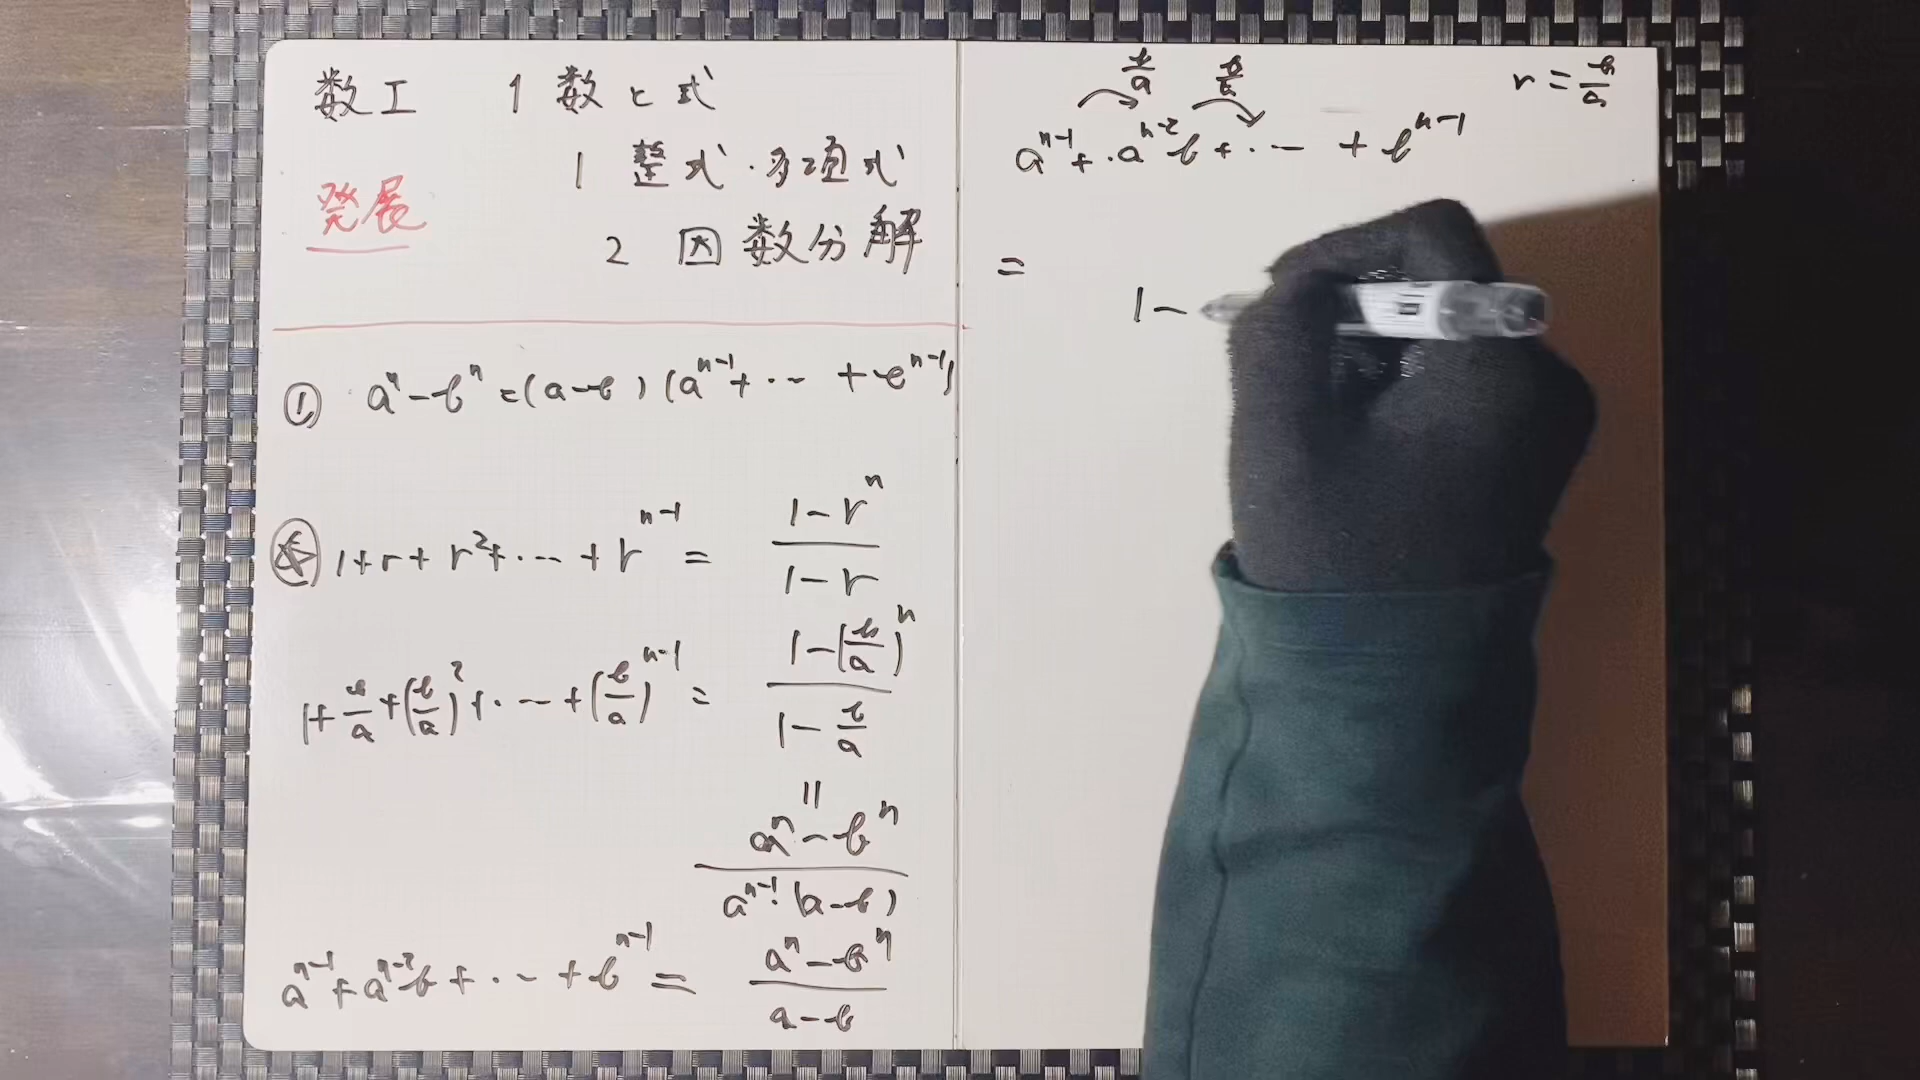 数I 1 数と式
1 整式・多項式
発展
2 因数分解
① aⁿ-bⁿ=(a-b)(aⁿ⁻¹+・・・+bⁿ⁻¹)
1+r+r²+・・・+rⁿ⁻¹ = (1-rⁿ)/(1-r)
1+b/a+(b/a)²+・・・+(b/a)ⁿ⁻¹ = (1-(b/a)ⁿ)/(1-b/a)
=
(aⁿ-bⁿ)/(aⁿ⁻¹・(a-b))
aⁿ⁻¹+aⁿ⁻²b+・・・+bⁿ⁻¹ = (aⁿ-bⁿ)/(a-b)
b/a b/a r=b/a
aⁿ⁻¹+・aⁿ⁻²b+・・・+bⁿ⁻¹
=
1-